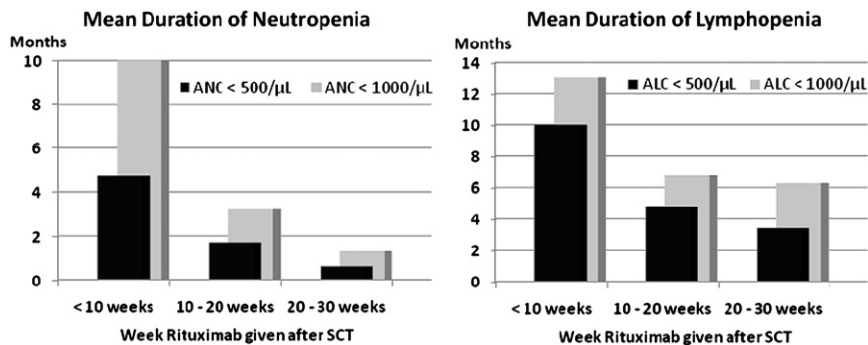 Mean Duration of Neutropenia
Months
10
8
6
4
2
0
ANC < 500/µL
ANC < 1000/µL
< 10 weeks
10 - 20 weeks
20 - 30 weeks
Week Rituximab given after SCT
Mean Duration of Lymphopenia
Months
14
12
10
8
6
4
2
0
ALC < 500/µL
ALC < 1000/µL
< 10 weeks
10 - 20 weeks
20 - 30 weeks
Week Rituximab given after SCT